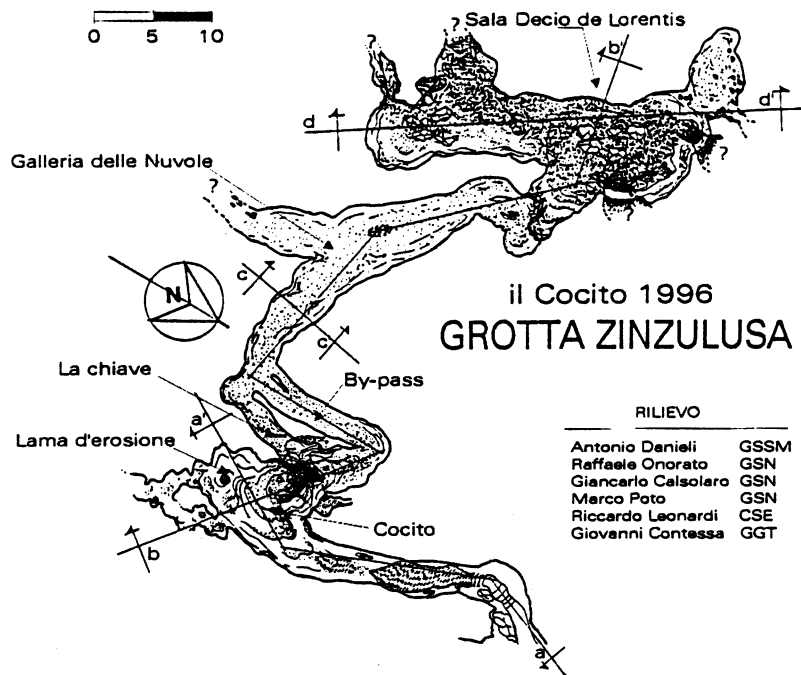 0 5 10
Sala Decio de Lorentis
?
?
b'
d
d'
?
Galleria delle Nuvole
?
?
c
N
il Cocito 1996
GROTTA ZINZULUSA
c'
La chiave
By-pass
a'
RILIEVO
Lama d'erosione
Antonio Danieli GSSM
Raffaele Onorato GSN
Giancarlo Calsolaro GSN
Marco Poto GSN
Riccardo Leonardi CSE
Giovanni Contessa GGT
Cocito
b
a